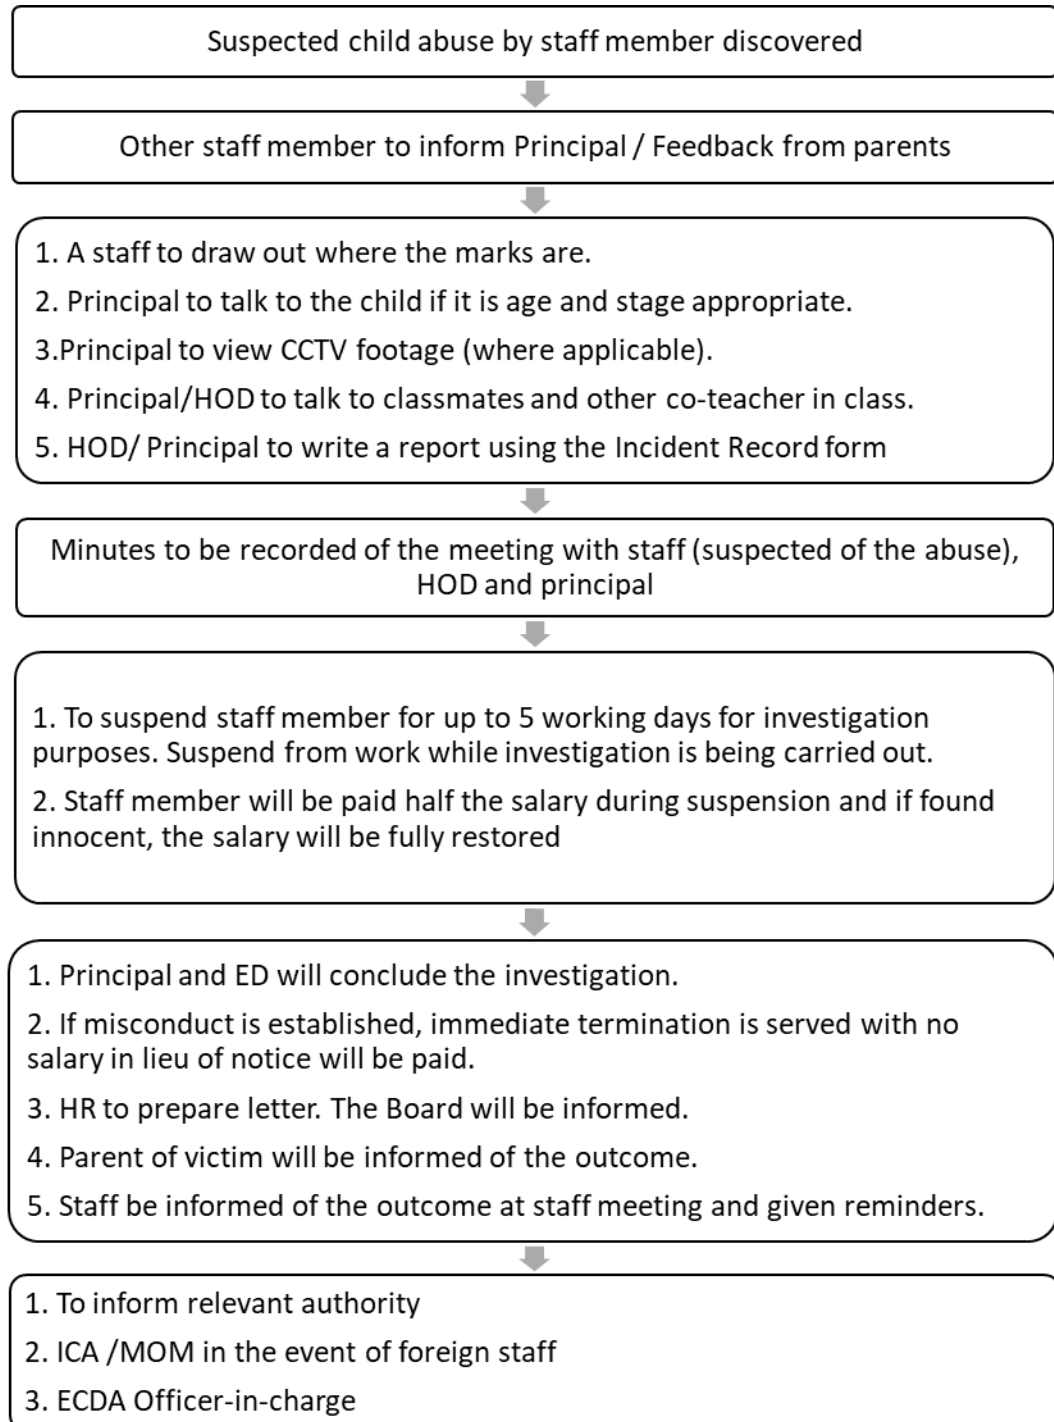 Suspected child abuse by staff member discovered
Other staff member to inform Principal / Feedback from parents
1. A staff to draw out where the marks are.
2. Principal to talk to the child if it is age and stage appropriate.
3.Principal to view CCTV footage (where applicable).
4. Principal/HOD to talk to classmates and other co-teacher in class.
5. HOD/ Principal to write a report using the Incident Record form
Minutes to be recorded of the meeting with staff (suspected of the abuse),
HOD and principal
1. To suspend staff member for up to 5 working days for investigation
purposes. Suspend from work while investigation is being carried out.
2. Staff member will be paid half the salary during suspension and if found
innocent, the salary will be fully restored
1. Principal and ED will conclude the investigation.
2. If misconduct is established, immediate termination is served with no
salary in lieu of notice will be paid.
3. HR to prepare letter. The Board will be informed.
4. Parent of victim will be informed of the outcome.
5. Staff be informed of the outcome at staff meeting and given reminders.
1. To inform relevant authority
2. ICA /MOM in the event of foreign staff
3. ECDA Officer-in-charge